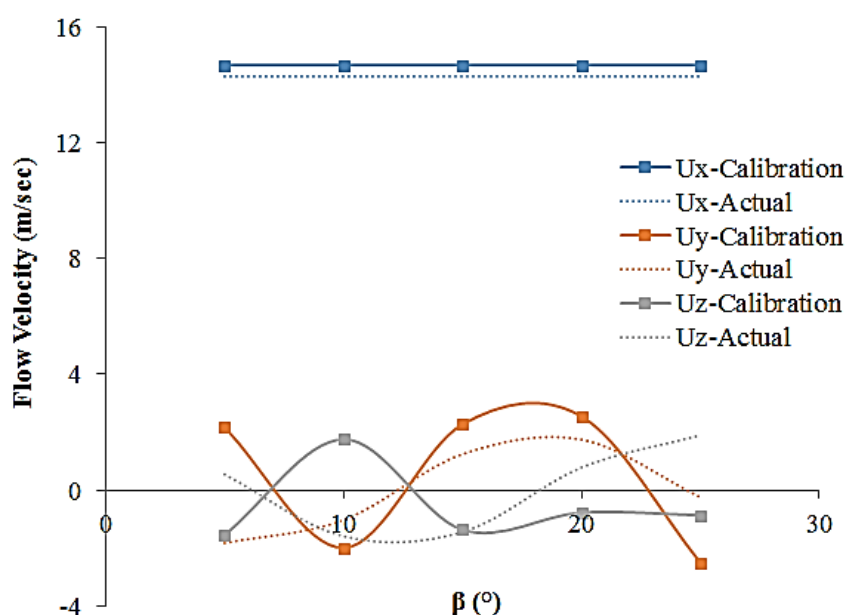 16
12
8
4
0
-4
Flow Velocity (m/sec)
0
10
20
30
β (°)
Ux-Calibration
Ux-Actual
Uy-Calibration
Uy-Actual
Uz-Calibration
Uz-Actual